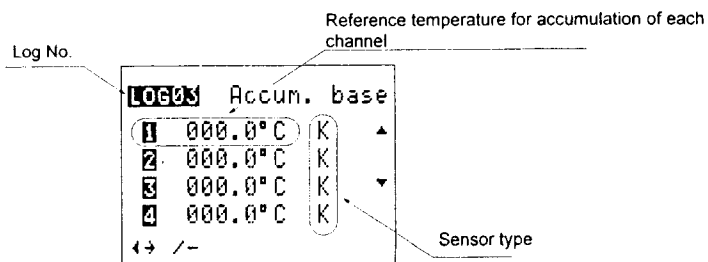 Reference temperature for accumulation of each
channel
Log No.
LOG03 Accum. base
1 000.0°C K ▲
2 000.0°C K
3 000.0°C K ▼
4 000.0°C K
/-
Sensor type